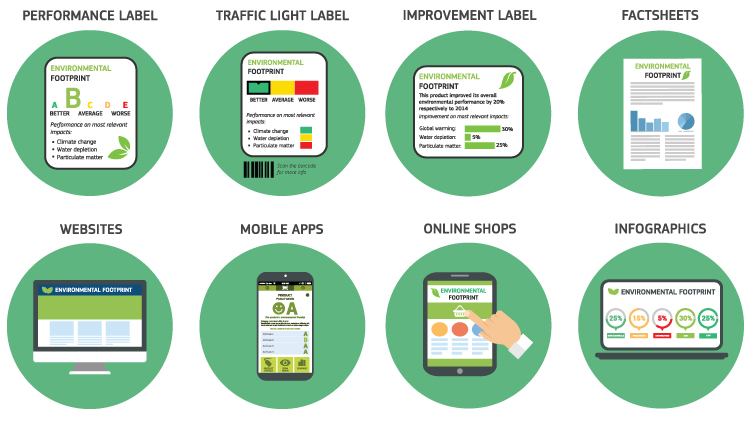 PERFORMANCE LABEL
TRAFFIC LIGHT LABEL
IMPROVEMENT LABEL
FACTSHEETS
ENVIRONMENTAL
FOOTPRINT
A B C D E
BETTER AVERAGE WORSE
Performance on most relevant
impacts:
• Climate change
• Water depletion
• Particulate matter
ENVIRONMENTAL
FOOTPRINT
BETTER AVERAGE WORSE
Performance on most relevant
impacts:
• Climate change
• Water depletion
• Particulate matter
Scan the barcode
for more info
ENVIRONMENTAL
FOOTPRINT
This product improved its overall
environmental performance by 20%
respectively to 2014
Improvement on most relevant impacts:
Global warming: 30%
Water depletion: 5%
Particulate matter: 25%
ENVIRONMENTAL
FOOTPRINT
WEBSITES
MOBILE APPS
ONLINE SHOPS
INFOGRAPHICS
ENVIRONMENTAL FOOTPRINT
PRODUCT
A
A
B
A
A
ENVIRONMENTAL
FOOTPRINT
ENVIRONMENTAL FOOTPRINT
25% 15% 5% 30% 25%